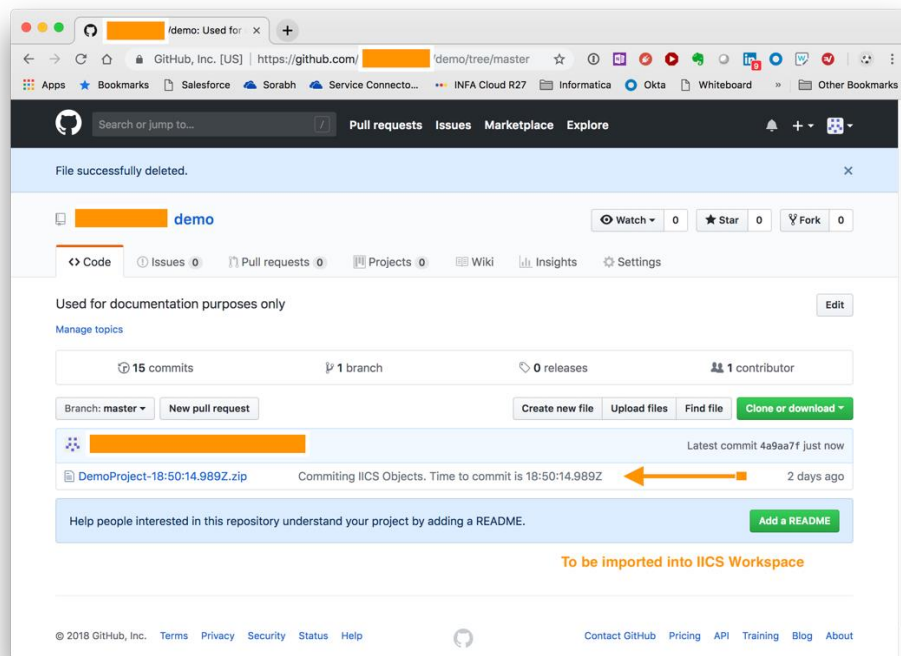 /demo: Used for
GitHub, Inc. [US] | https://github.com/ /demo/tree/master
9
Apps Bookmarks Salesforce Sorabh Service Connecto... INFA Cloud R27 Informatica Okta Whiteboard » Other Bookmarks
Search or jump to... / Pull requests Issues Marketplace Explore
File successfully deleted.
demo Watch 0 Star 0 Fork 0
<> Code Issues 0 Pull requests 0 Projects 0 Wiki Insights Settings
Used for documentation purposes only Edit
Manage topics
15 commits 1 branch 0 releases 1 contributor
Branch: master New pull request Create new file Upload files Find file Clone or download
Latest commit 4a9aa7f just now
DemoProject-18:50:14.989Z.zip Commiting IICS Objects. Time to commit is 18:50:14.989Z 2 days ago
Help people interested in this repository understand your project by adding a README. Add a README
To be imported into IICS Workspace
© 2018 GitHub, Inc. Terms Privacy Security Status Help Contact GitHub Pricing API Training Blog About